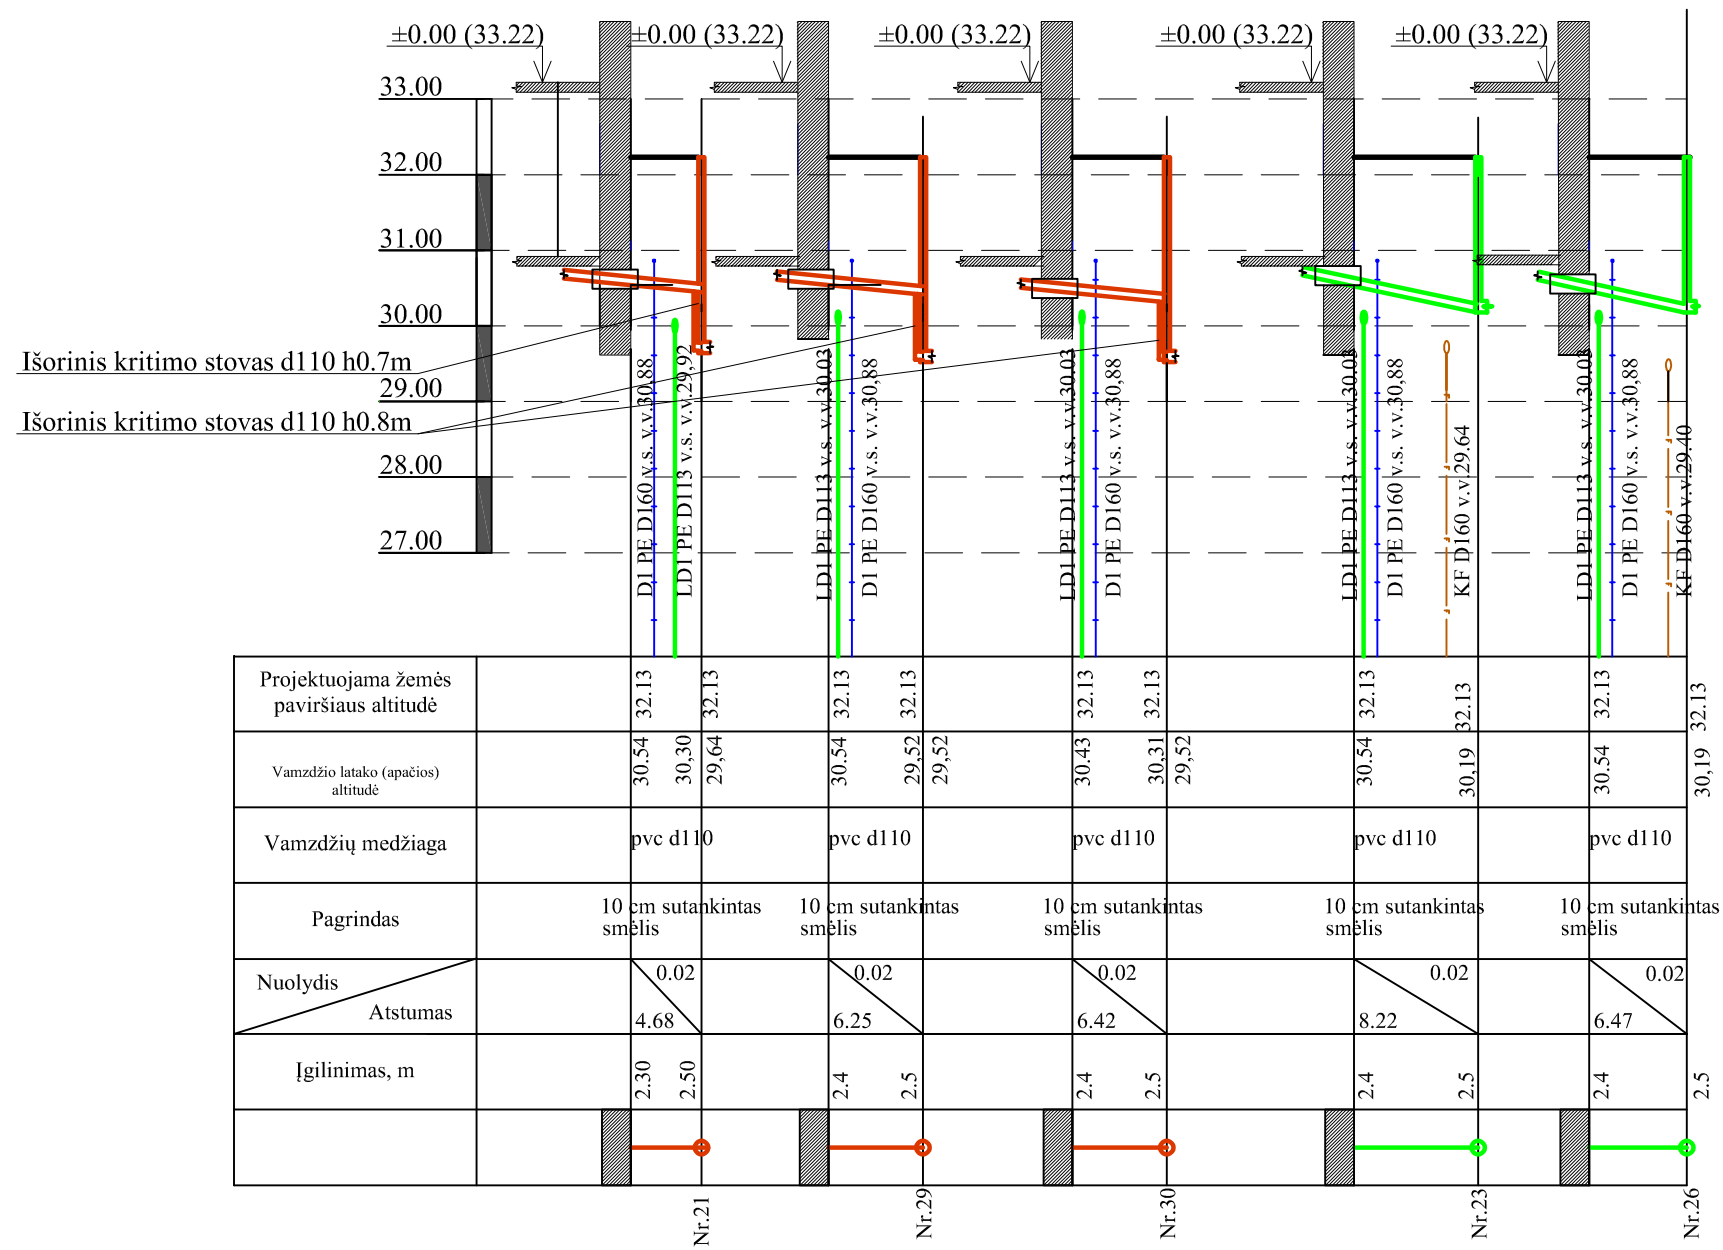 ±0.00 (33.22) ±0.00 (33.22) ±0.00 (33.22) ±0.00 (33.22) ±0.00 (33.22)
33.00
32.00
31.00
30.00
Išorinis kritimo stovas d110 h0.7m
29.00
Išorinis kritimo stovas d110 h0.8m
28.00
27.00
D1 PE D160 v.s. v.v.30,88
LD1 PE D113 v.s. v.v.29,92
LD1 PE D113 v.s. v.v.30.03
D1 PE D160 v.s. v.v.30,88
LD1 PE D113 v.s. v.v.30.03
D1 PE D160 v.s. v.v.30,88
LD1 PE D113 v.s. v.v.30.03
D1 PE D160 v.s. v.v.30,88
KF D160 v.v.29.64
LD1 PE D113 v.s. v.v.30.03
D1 PE D160 v.s. v.v.30,88
KF D160 v.v.29.40
Projektuojama žemės
paviršiaus altitudė
32.13 32.13 32.13 32.13 32.13 32.13 32.13 32.13 32.13 32.13
Vamzdžio latako (apačios)
altitudė
30.54 30,30 29,64 30.54 29,52 29,52 30.43 30,31 29,52 30.54 30,19 30.54 30,19
Vamzdžių medžiaga
pvc d110 pvc d110 pvc d110 pvc d110 pvc d110
Pagrindas
10 cm sutankintas
smėlis
10 cm sutankintas
smėlis
10 cm sutankintas
smėlis
10 cm sutankintas
smėlis
10 cm sutankintas
smėlis
Nuolydis
0.02 0.02 0.02 0.02 0.02
Atstumas
4.68 6.25 6.42 8.22 6.47
Įgilinimas, m
2.30 2.50 2.4 2.5 2.4 2.5 2.4 2.5 2.4 2.5
Nr.21 Nr.29 Nr.30 Nr.23 Nr.26